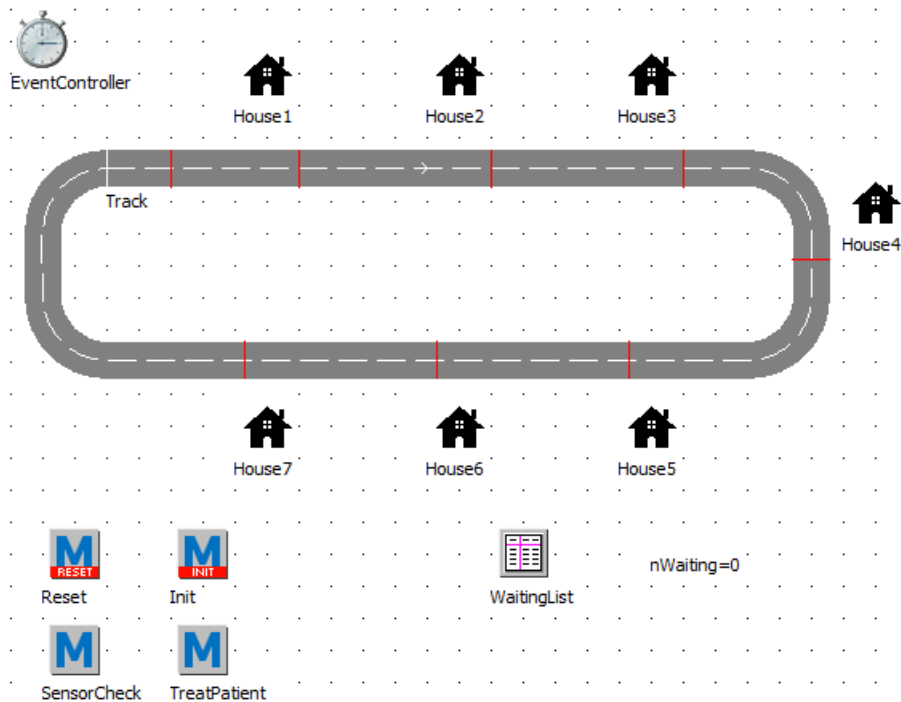 EventController
House1
House2
House3
Track
House4
House7
House6
House5
M
RESET
M
INIT
nWaiting=0
Reset
Init
WaitingList
M
M
SensorCheck
TreatPatient